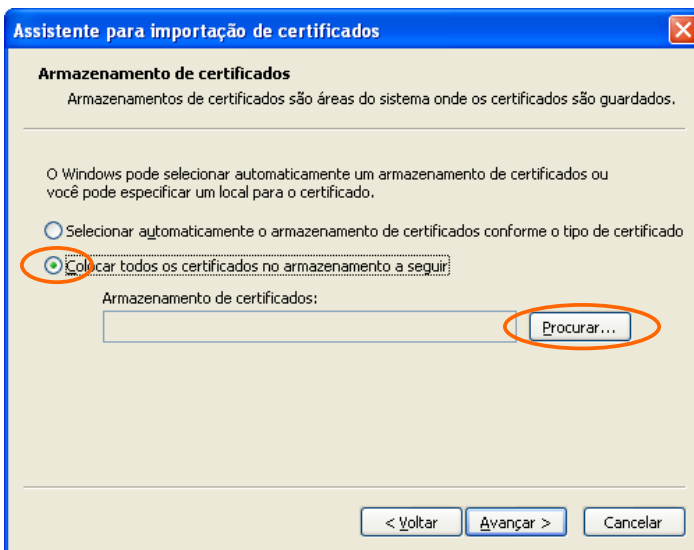 Assistente para importação de certificados
Armazenamento de certificados
Armazenamentos de certificados são áreas do sistema onde os certificados são guardados.
O Windows pode selecionar automaticamente um armazenamento de certificados ou
você pode especificar um local para o certificado.
Selecionar automaticamente o armazenamento de certificados conforme o tipo de certificado
Colocar todos os certificados no armazenamento a seguir
Armazenamento de certificados:
Procurar...
< Voltar
Avançar >
Cancelar